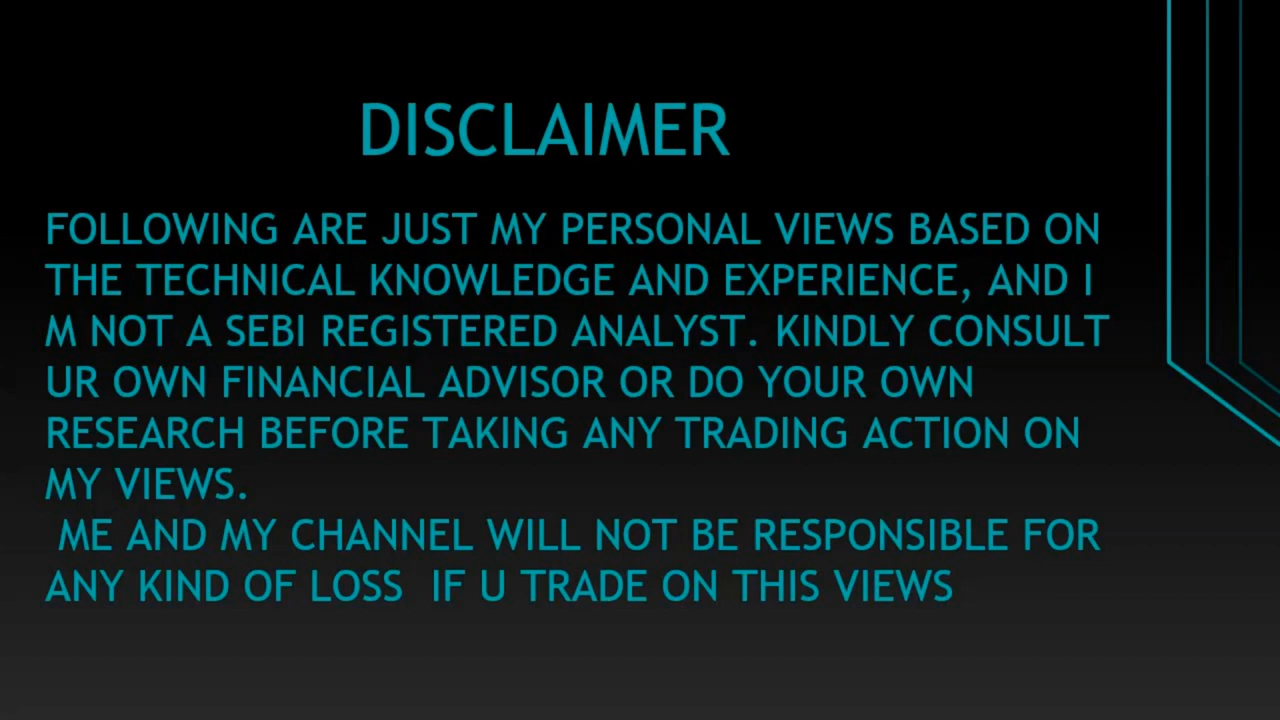 DISCLAIMER
FOLLOWING ARE JUST MY PERSONAL VIEWS BASED ON
THE TECHNICAL KNOWLEDGE AND EXPERIENCE, AND I
M NOT A SEBI REGISTERED ANALYST. KINDLY CONSULT
UR OWN FINANCIAL ADVISOR OR DO YOUR OWN
RESEARCH BEFORE TAKING ANY TRADING ACTION ON
MY VIEWS.
ME AND MY CHANNEL WILL NOT BE RESPONSIBLE FOR
ANY KIND OF LOSS  IF U TRADE ON THIS VIEWS